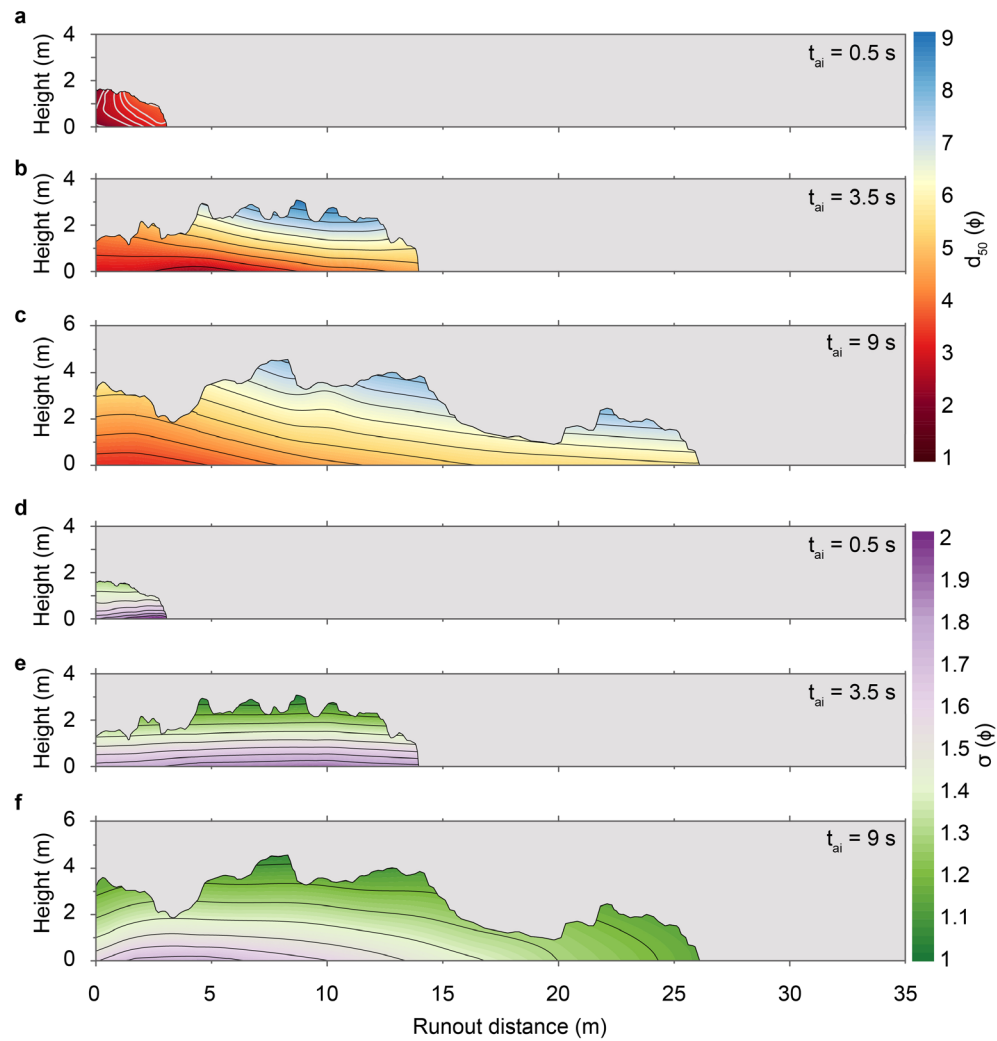 a
4
2
0
Height (m)
t_ai = 0.5 s
b
4
2
0
Height (m)
t_ai = 3.5 s
c
6
4
2
0
Height (m)
t_ai = 9 s
9
8
7
6
5
4
3
2
1
d₅₀ (ϕ)
d
4
2
0
Height (m)
t_ai = 0.5 s
e
4
2
0
Height (m)
t_ai = 3.5 s
f
6
4
2
0
Height (m)
t_ai = 9 s
2
1.9
1.8
1.7
1.6
1.5
1.4
1.3
1.2
1.1
1
σ (ϕ)
0 5 10 15 20 25 30 35
Runout distance (m)